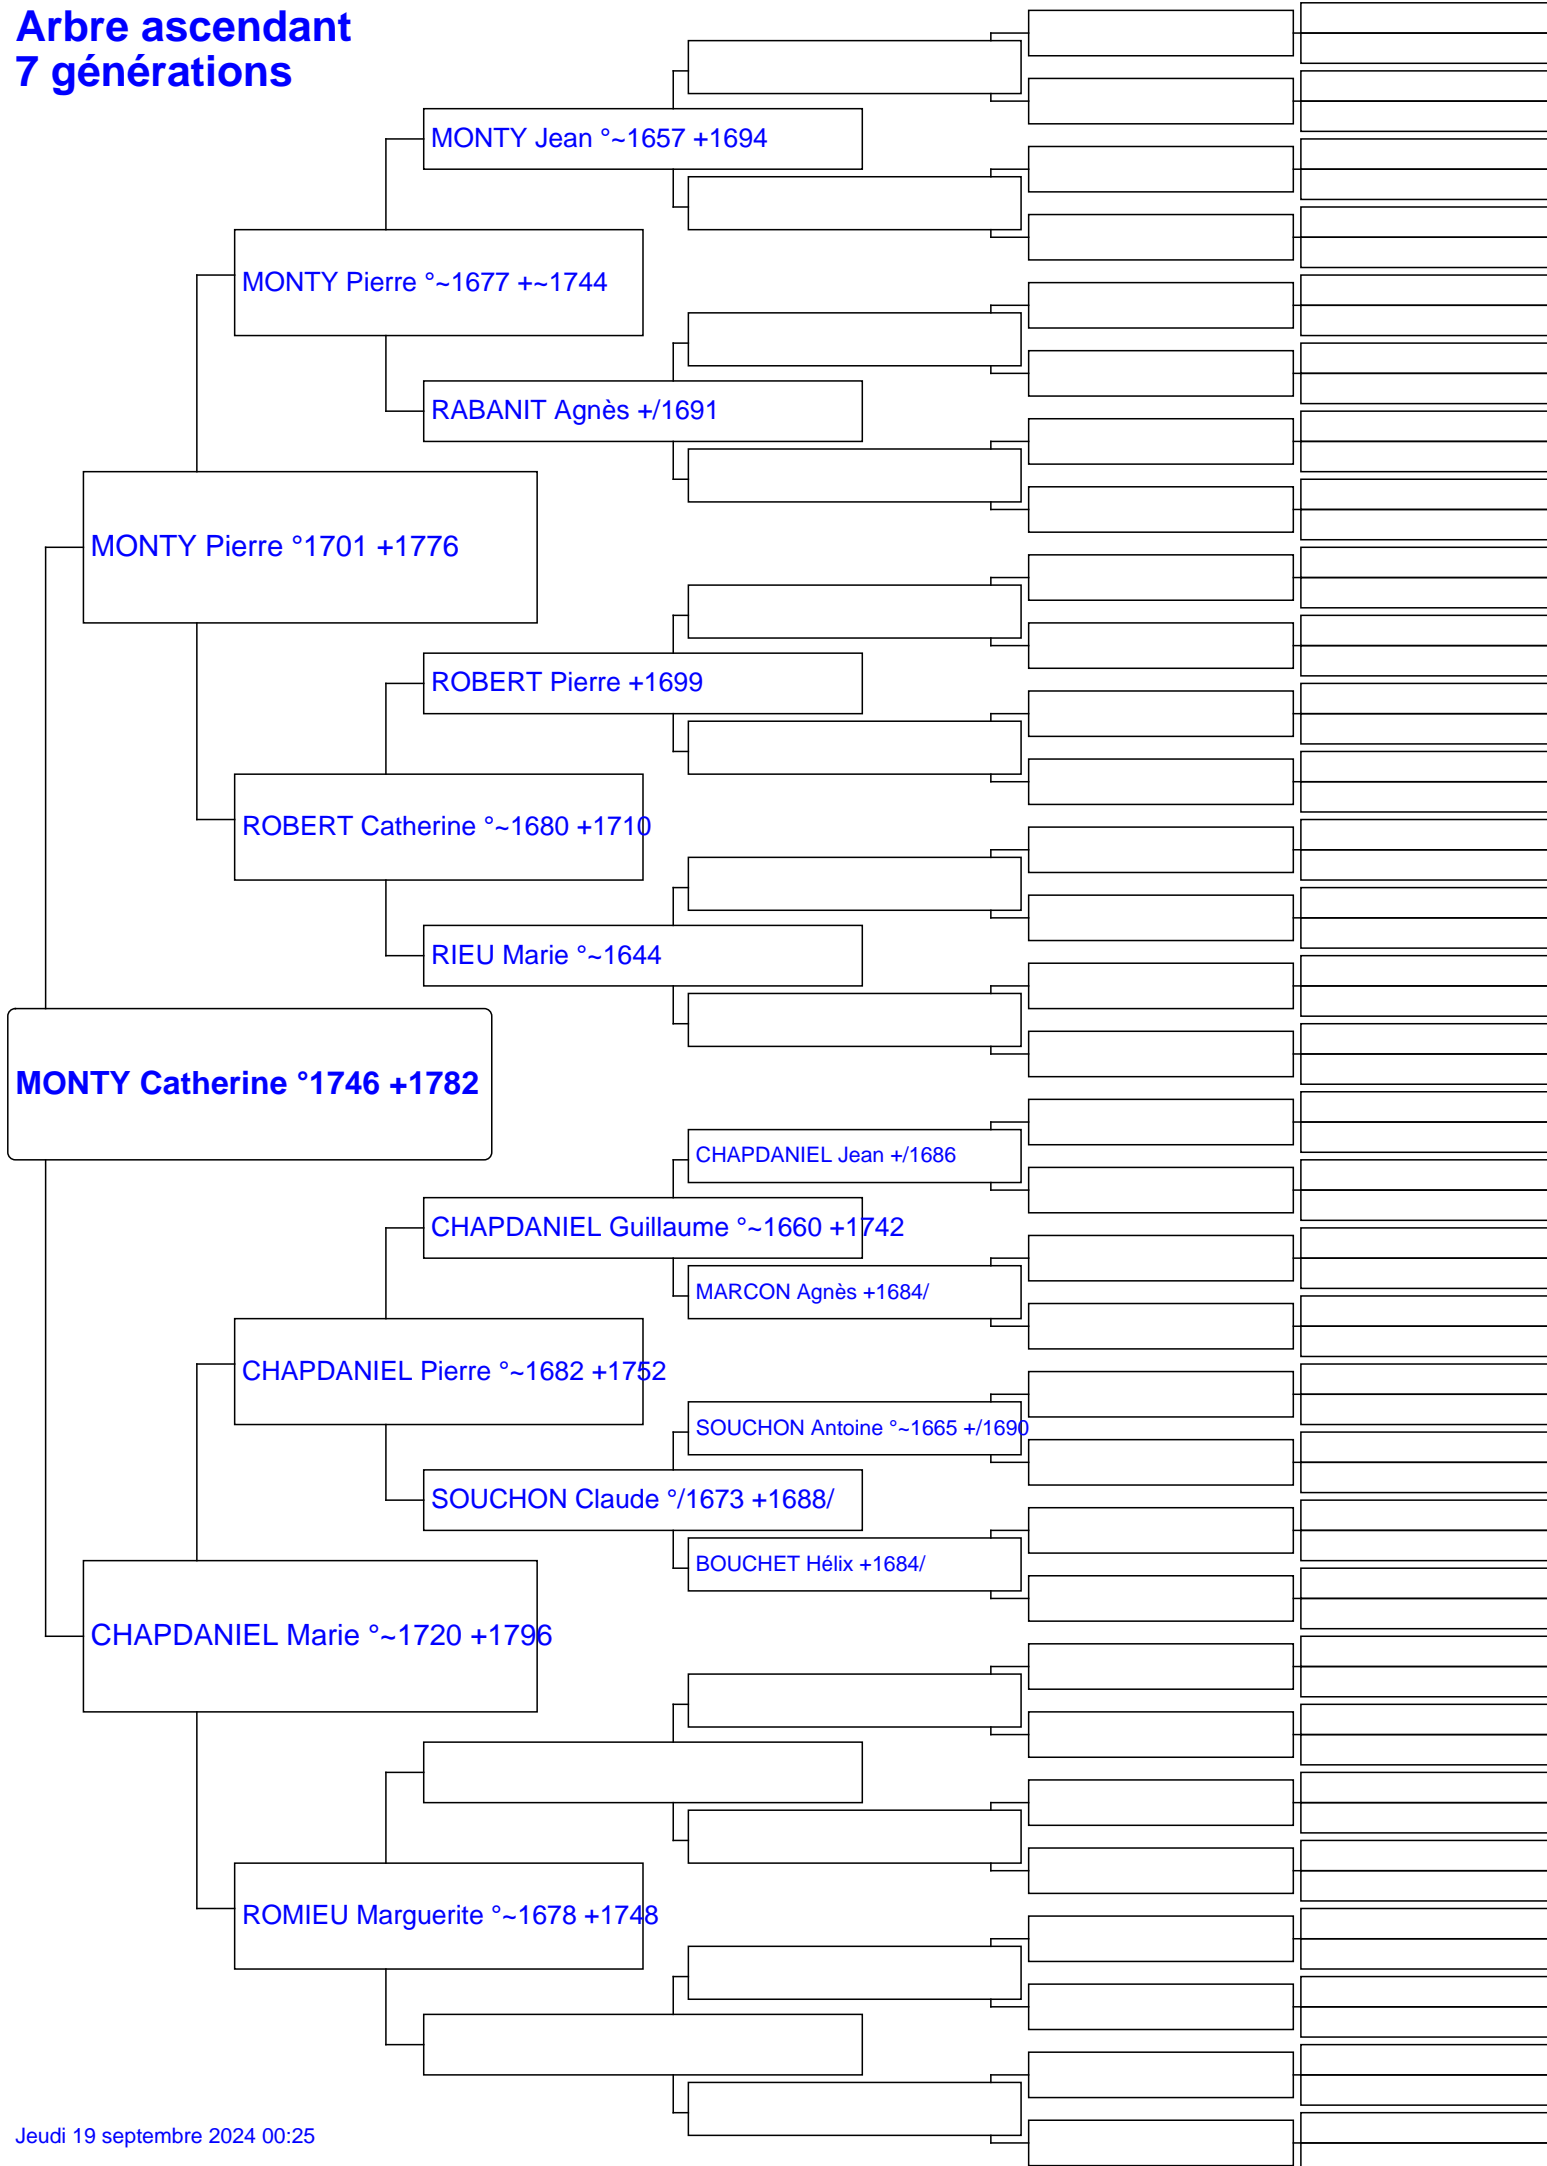 Arbre ascendant
7 générations
MONTY Jean °~1657 +1694
MONTY Pierre °~1677 +~1744
RABANIT Agnès +/1691
MONTY Pierre °1701 +1776
ROBERT Pierre +1699
ROBERT Catherine °~1680 +1710
RIEU Marie °~1644
MONTY Catherine °1746 +1782
CHAPDANIEL Jean +/1686
CHAPDANIEL Guillaume °~1660 +1742
MARCON Agnès +1684/
CHAPDANIEL Pierre °~1682 +1752
SOUCHON Antoine °~1665 +/1690
SOUCHON Claude °/1673 +1688/
BOUCHET Hélix +1684/
CHAPDANIEL Marie °~1720 +1796
ROMIEU Marguerite °~1678 +1748
Jeudi 19 septembre 2024 00:25